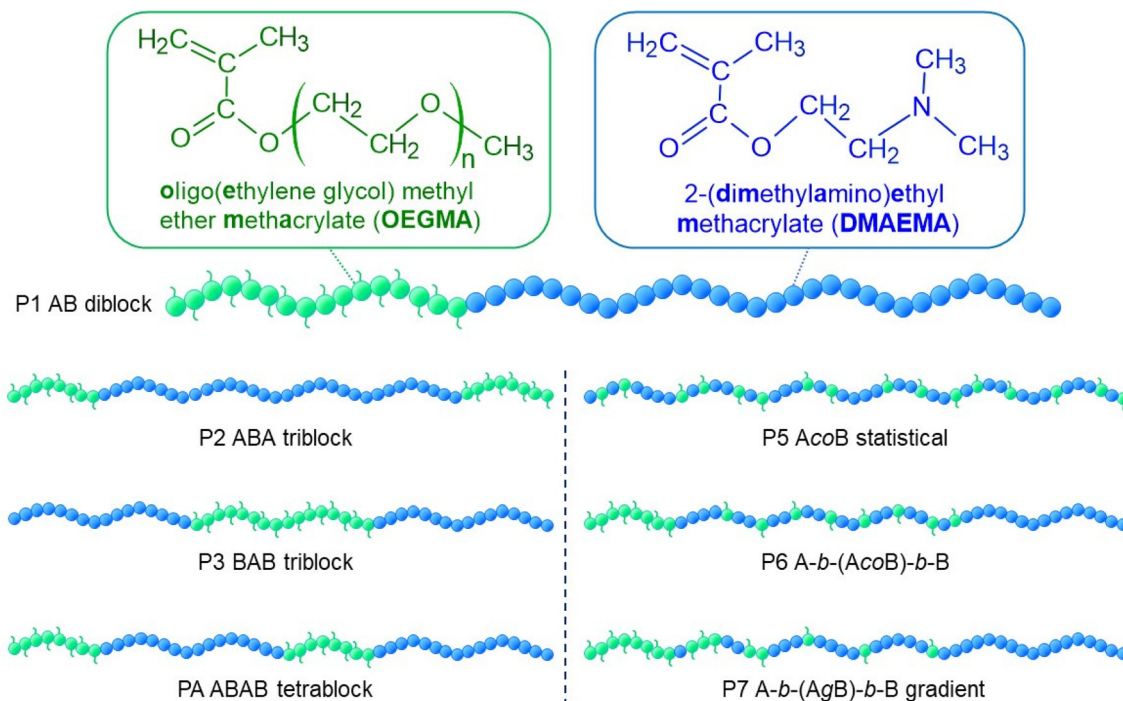 H₂C
CH₃
C
C
O
O
CH₂
CH₂
O
n
CH₃
oligo(ethylene glycol) methyl
ether methacrylate (OEGMA)
H₂C
CH₃
C
C
O
O
CH₂
CH₂
N
CH₃
CH₃
2-(dimethylamino)ethyl
methacrylate (DMAEMA)
P1 AB diblock
P2 ABA triblock
P5 AcoB statistical
P3 BAB triblock
P6 A-b-(AcoB)-b-B
PA ABAB tetrablock
P7 A-b-(AgB)-b-B gradient